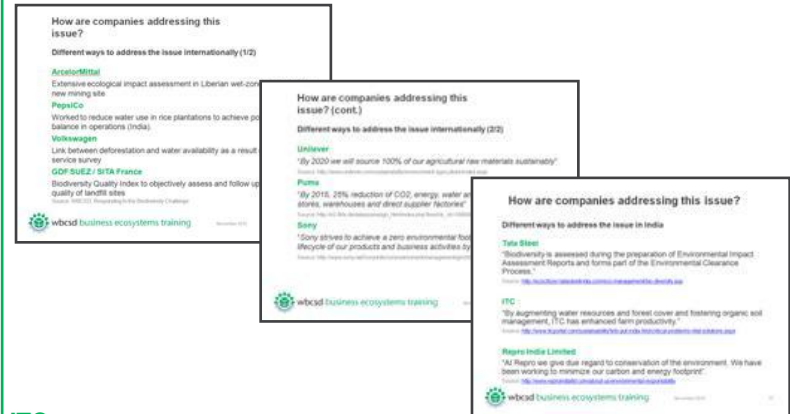 How are companies addressing this
issue?
Different ways to address the issue internationally (1/2)
ArcelorMittal
Extensive ecological impact assessment in Liberian wet-zon
new mining site
PepsiCo
Worked to reduce water use in rice plantations to achieve po
balance in operations (India)
Volkswagen
Link between deforestation and water availability as a result
service survey
GDF SUEZ / SITA France
Biodiversity Quality Index to objectively assess and follow up
quality of landfill sites
Source: WBCSD, Responding to the Biodiversity Challenge
wbcsd business ecosystems training
How are companies addressing this
issue? (cont.)
Different ways to address the issue internationally (2/2)
Unilever
"By 2020 we will source 100% of our agricultural raw materials sustainably"
Puma
"By 2015, 25% reduction of CO2, energy, water an
stores, warehouses and direct supplier factories"
Sony
"Sony strives to achieve a zero environmental foo
lifecycle of our products and business activities by
wbcsd business ecosystems training
How are companies addressing this issue?
Different ways to address the issue in India
Tata Steel
"Biodiversity is assessed during the preparation of Environmental Impact
Assessment Reports and forms part of the Environmental Clearance
Process."
ITC
"By augmenting water resources and forest cover and fostering organic soil
management, ITC has enhanced farm productivity."
Repro India Limited
"At Repro we give due regard to conservation of the environment. We have
been working to minimize our carbon and energy footprint".
wbcsd business ecosystems training